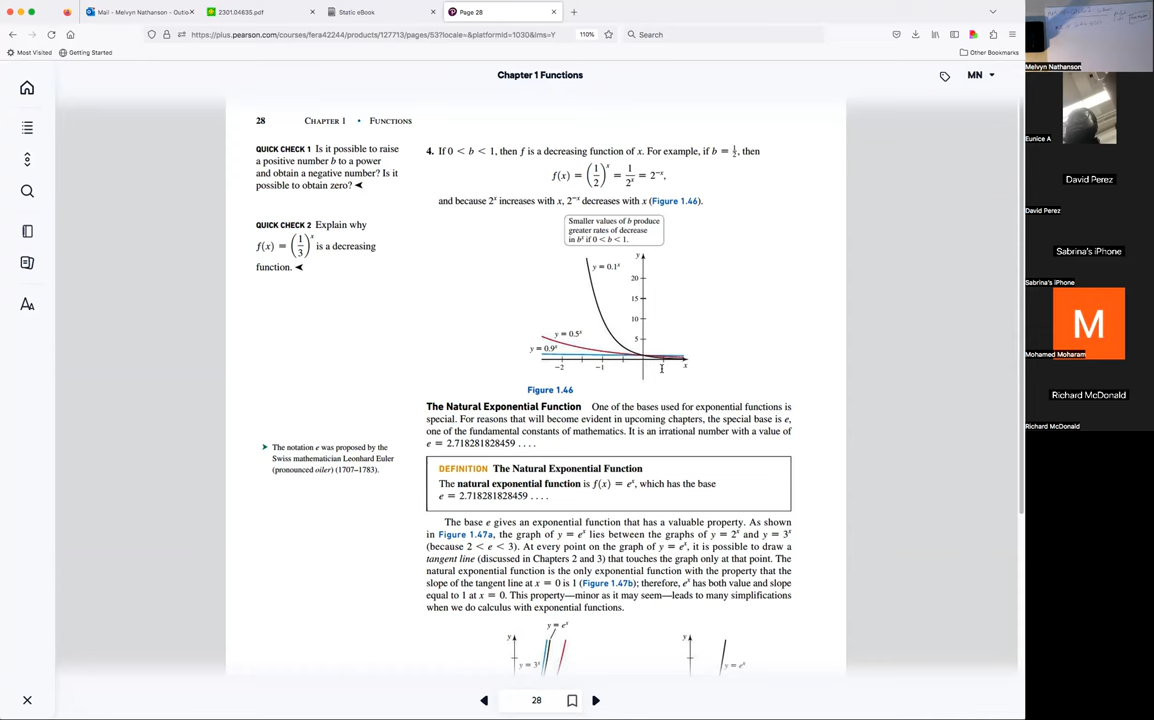 Mail - Melvyn Nathanson - Outlo
2301.04635.pdf
Static eBook
Page 28
https://plus.pearson.com/courses/fera42244/products/127713/pages/53?locale=&platformId=1030&lms=Y
110%
Search
Most Visited
Getting Started
Other Bookmarks
Chapter 1 Functions
MN
28 CHAPTER 1 • FUNCTIONS
QUICK CHECK 1 Is it possible to raise
a positive number b to a power
and obtain a negative number? Is it
possible to obtain zero? ◄
QUICK CHECK 2 Explain why
f(x) = (1/3)^x is a decreasing
function. ◄
4. If 0 < b < 1, then f is a decreasing function of x. For example, if b = 1/2, then
f(x) = (1/2)^x = 1/2^x = 2^−x,
and because 2^x increases with x, 2^−x decreases with x (Figure 1.46).
Smaller values of b produce
greater rates of decrease
in b^x if 0 < b < 1.
y
y = 0.1^x
20
15
10
y = 0.5^x
5
y = 0.9^x
−2
−1
x
Figure 1.46
The Natural Exponential Function One of the bases used for exponential functions is
special. For reasons that will become evident in upcoming chapters, the special base is e,
one of the fundamental constants of mathematics. It is an irrational number with a value of
e = 2.718281828459 . . . .
➤ The notation e was proposed by the
Swiss mathematician Leonhard Euler
(pronounced oiler) (1707–1783).
DEFINITION The Natural Exponential Function
The natural exponential function is f(x) = e^x, which has the base
e = 2.718281828459 . . . .
The base e gives an exponential function that has a valuable property. As shown
in Figure 1.47a, the graph of y = e^x lies between the graphs of y = 2^x and y = 3^x
(because 2 < e < 3). At every point on the graph of y = e^x, it is possible to draw a
tangent line (discussed in Chapters 2 and 3) that touches the graph only at that point. The
natural exponential function is the only exponential function with the property that the
slope of the tangent line at x = 0 is 1 (Figure 1.47b); therefore, e^x has both value and slope
equal to 1 at x = 0. This property—minor as it may seem—leads to many simplifications
when we do calculus with exponential functions.
y = e^x
y
y
y = 3^x
y = e^x
28
Melvyn Nathanson
Eunice A
David Perez
David Perez
Sabrina's iPhone
Sabrina's iPhone
M
Mohamed Moharam
Richard McDonald
Richard McDonald